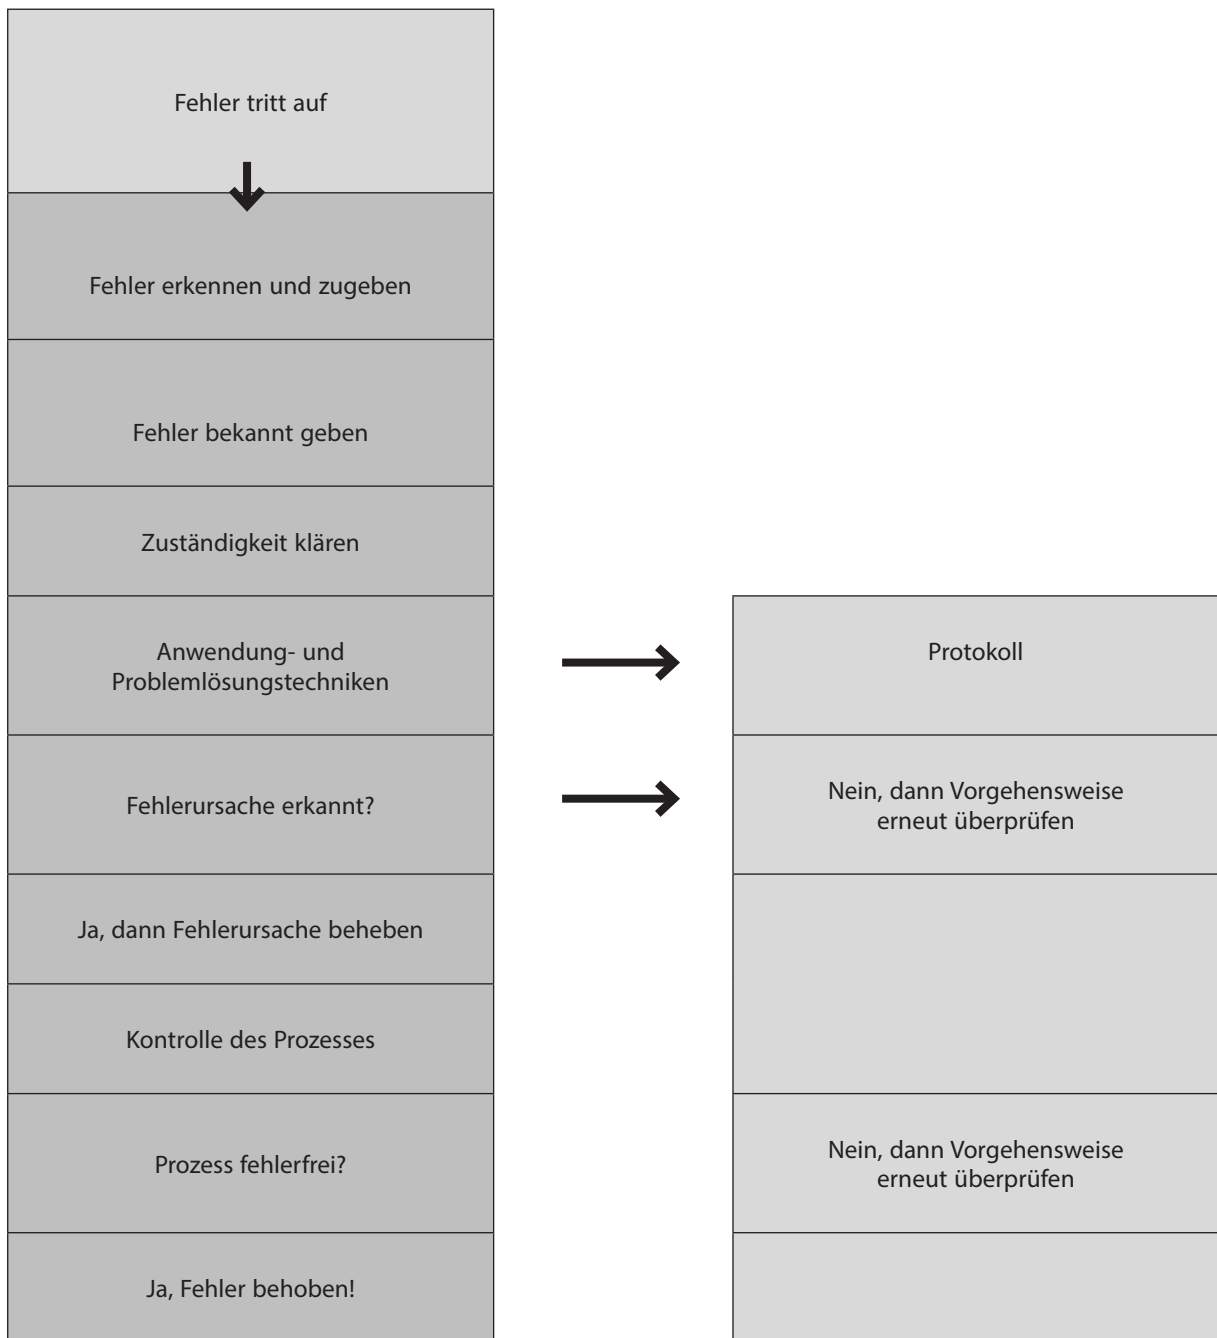 Fehler tritt auf
Fehler erkennen und zugeben
Fehler bekannt geben
Zuständigkeit klären
Anwendung- und
Problemlösungstechniken
Protokoll
Fehlerursache erkannt?
Nein, dann Vorgehensweise
erneut überprüfen
Ja, dann Fehlerursache beheben
Kontrolle des Prozesses
Prozess fehlerfrei?
Nein, dann Vorgehensweise
erneut überprüfen
Ja, Fehler behoben!